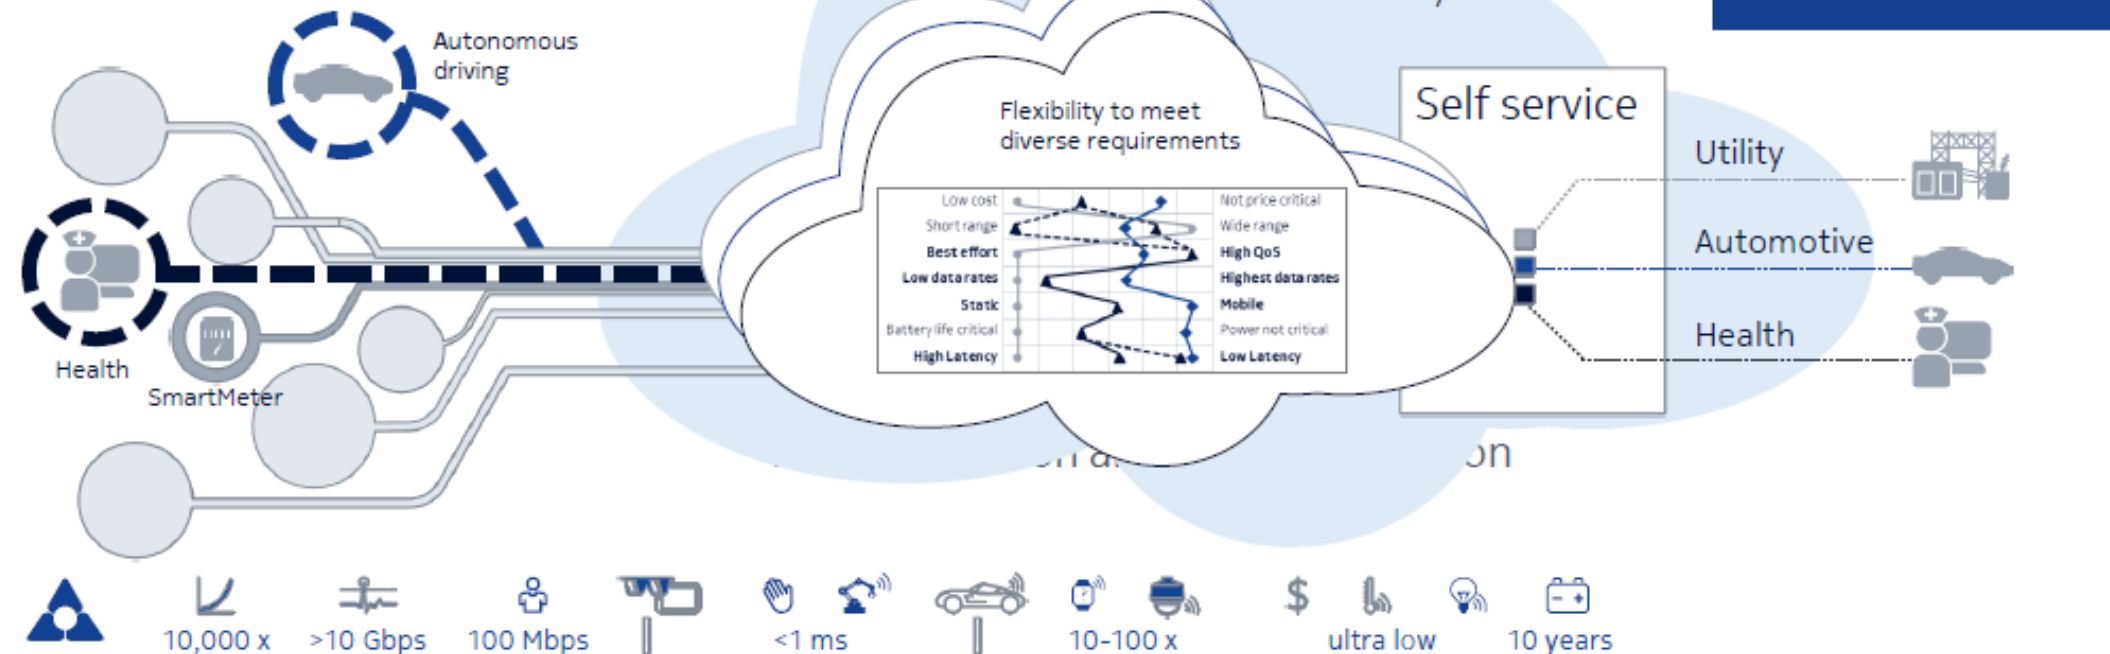 Autonomous
driving
Health
SmartMeter
Flexibility to meet
diverse requirements
Low cost Not price critical
Short range Wide range
Best effort High QoS
Low data rates Highest data rates
Static Mobile
Battery life critical Power not critical
High Latency Low Latency
Self service
Utility
Automotive
Health
on
10,000 x
>10 Gbps
100 Mbps
<1 ms
10-100 x
$
ultra low
10 years